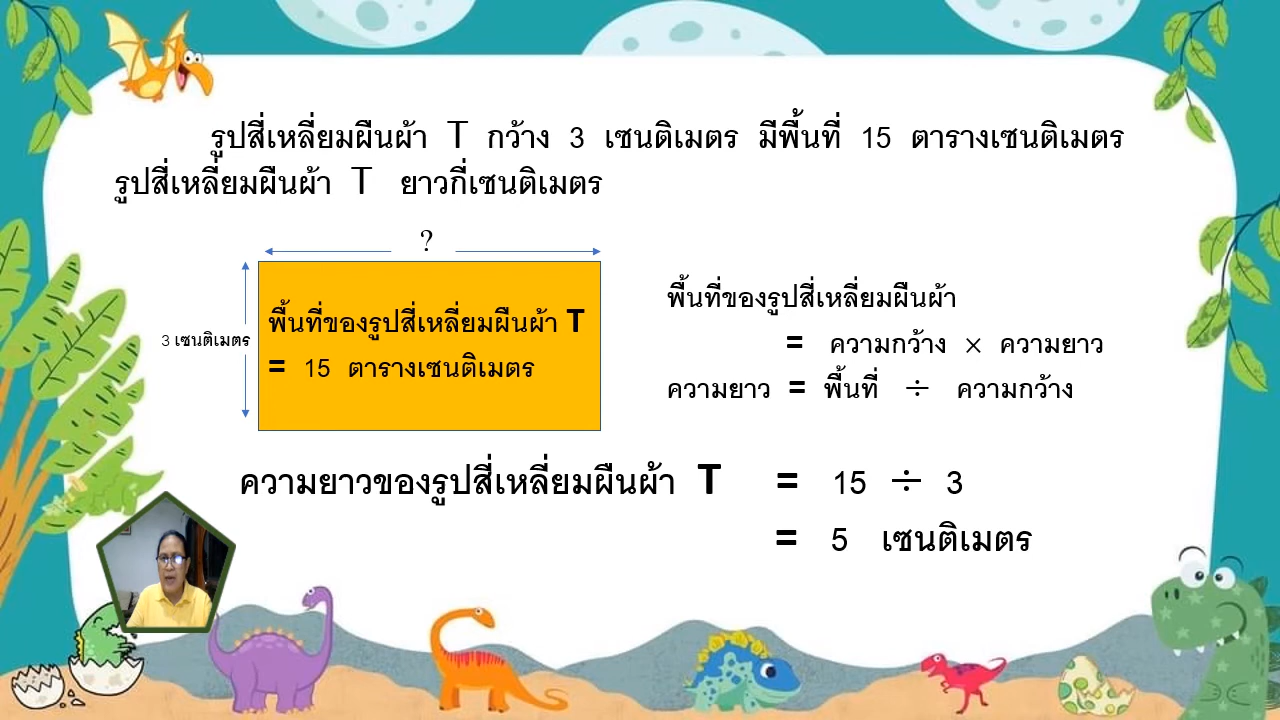 รูปสี่เหลี่ยมผืนผ้า T กว้าง 3 เซนติเมตร มีพื้นที่ 15 ตารางเซนติเมตร
รูปสี่เหลี่ยมผืนผ้า T ยาวกี่เซนติเมตร
?
3 เซนติเมตร
พื้นที่ของรูปสี่เหลี่ยมผืนผ้า T
= 15 ตารางเซนติเมตร
พื้นที่ของรูปสี่เหลี่ยมผืนผ้า
= ความกว้าง × ความยาว
ความยาว = พื้นที่ ÷ ความกว้าง
ความยาวของรูปสี่เหลี่ยมผืนผ้า T = 15 ÷ 3
= 5 เซนติเมตร